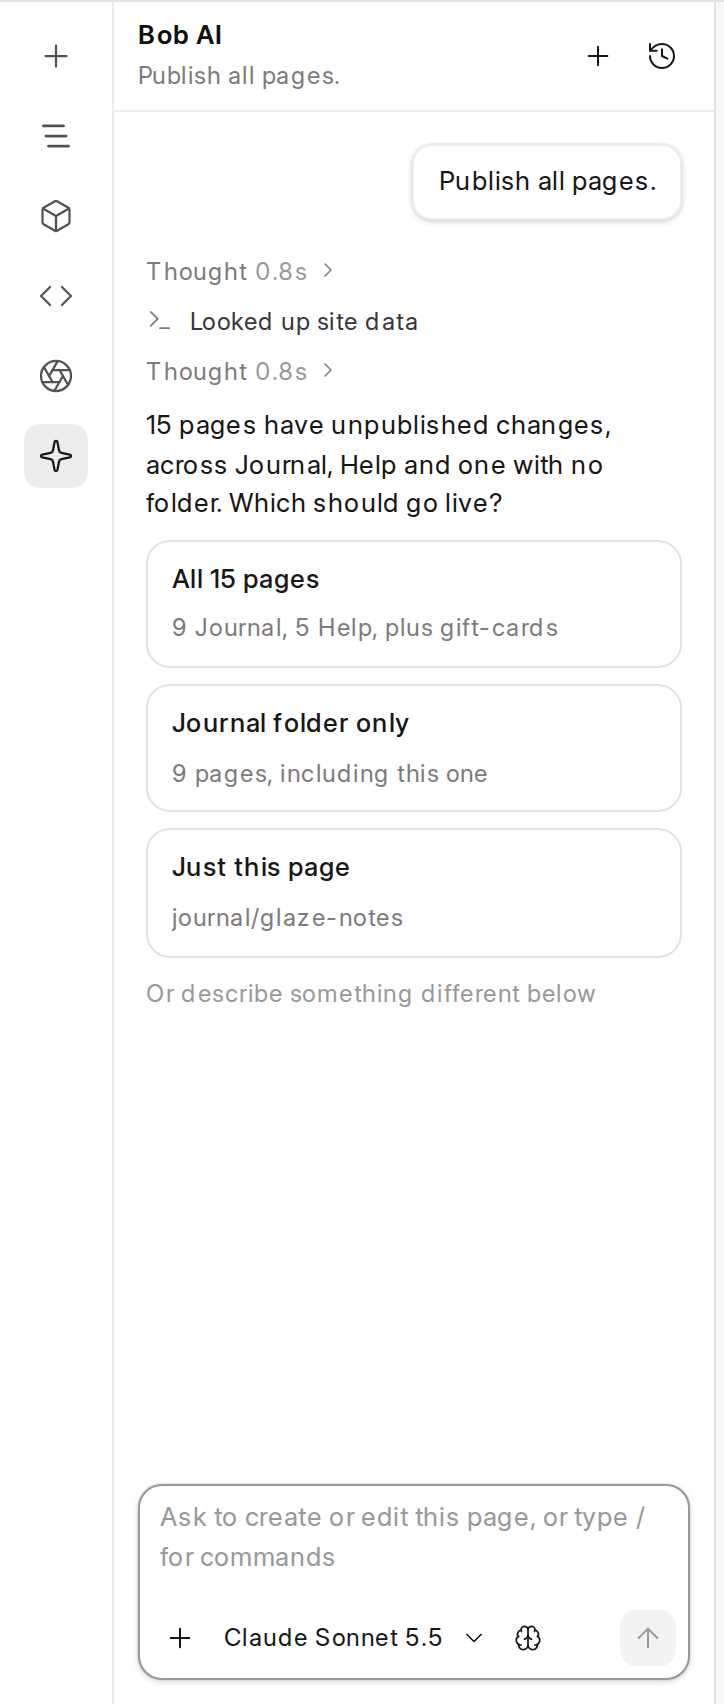 Bob AI
Publish all pages.
Publish all pages.
Thought 0.8s
Looked up site data
Thought 0.8s
15 pages have unpublished changes,
across Journal, Help and one with no
folder. Which should go live?
All 15 pages
9 Journal, 5 Help, plus gift-cards
Journal folder only
9 pages, including this one
Just this page
journal/glaze-notes
Or describe something different below
Ask to create or edit this page, or type /
for commands
Claude Sonnet 5.5